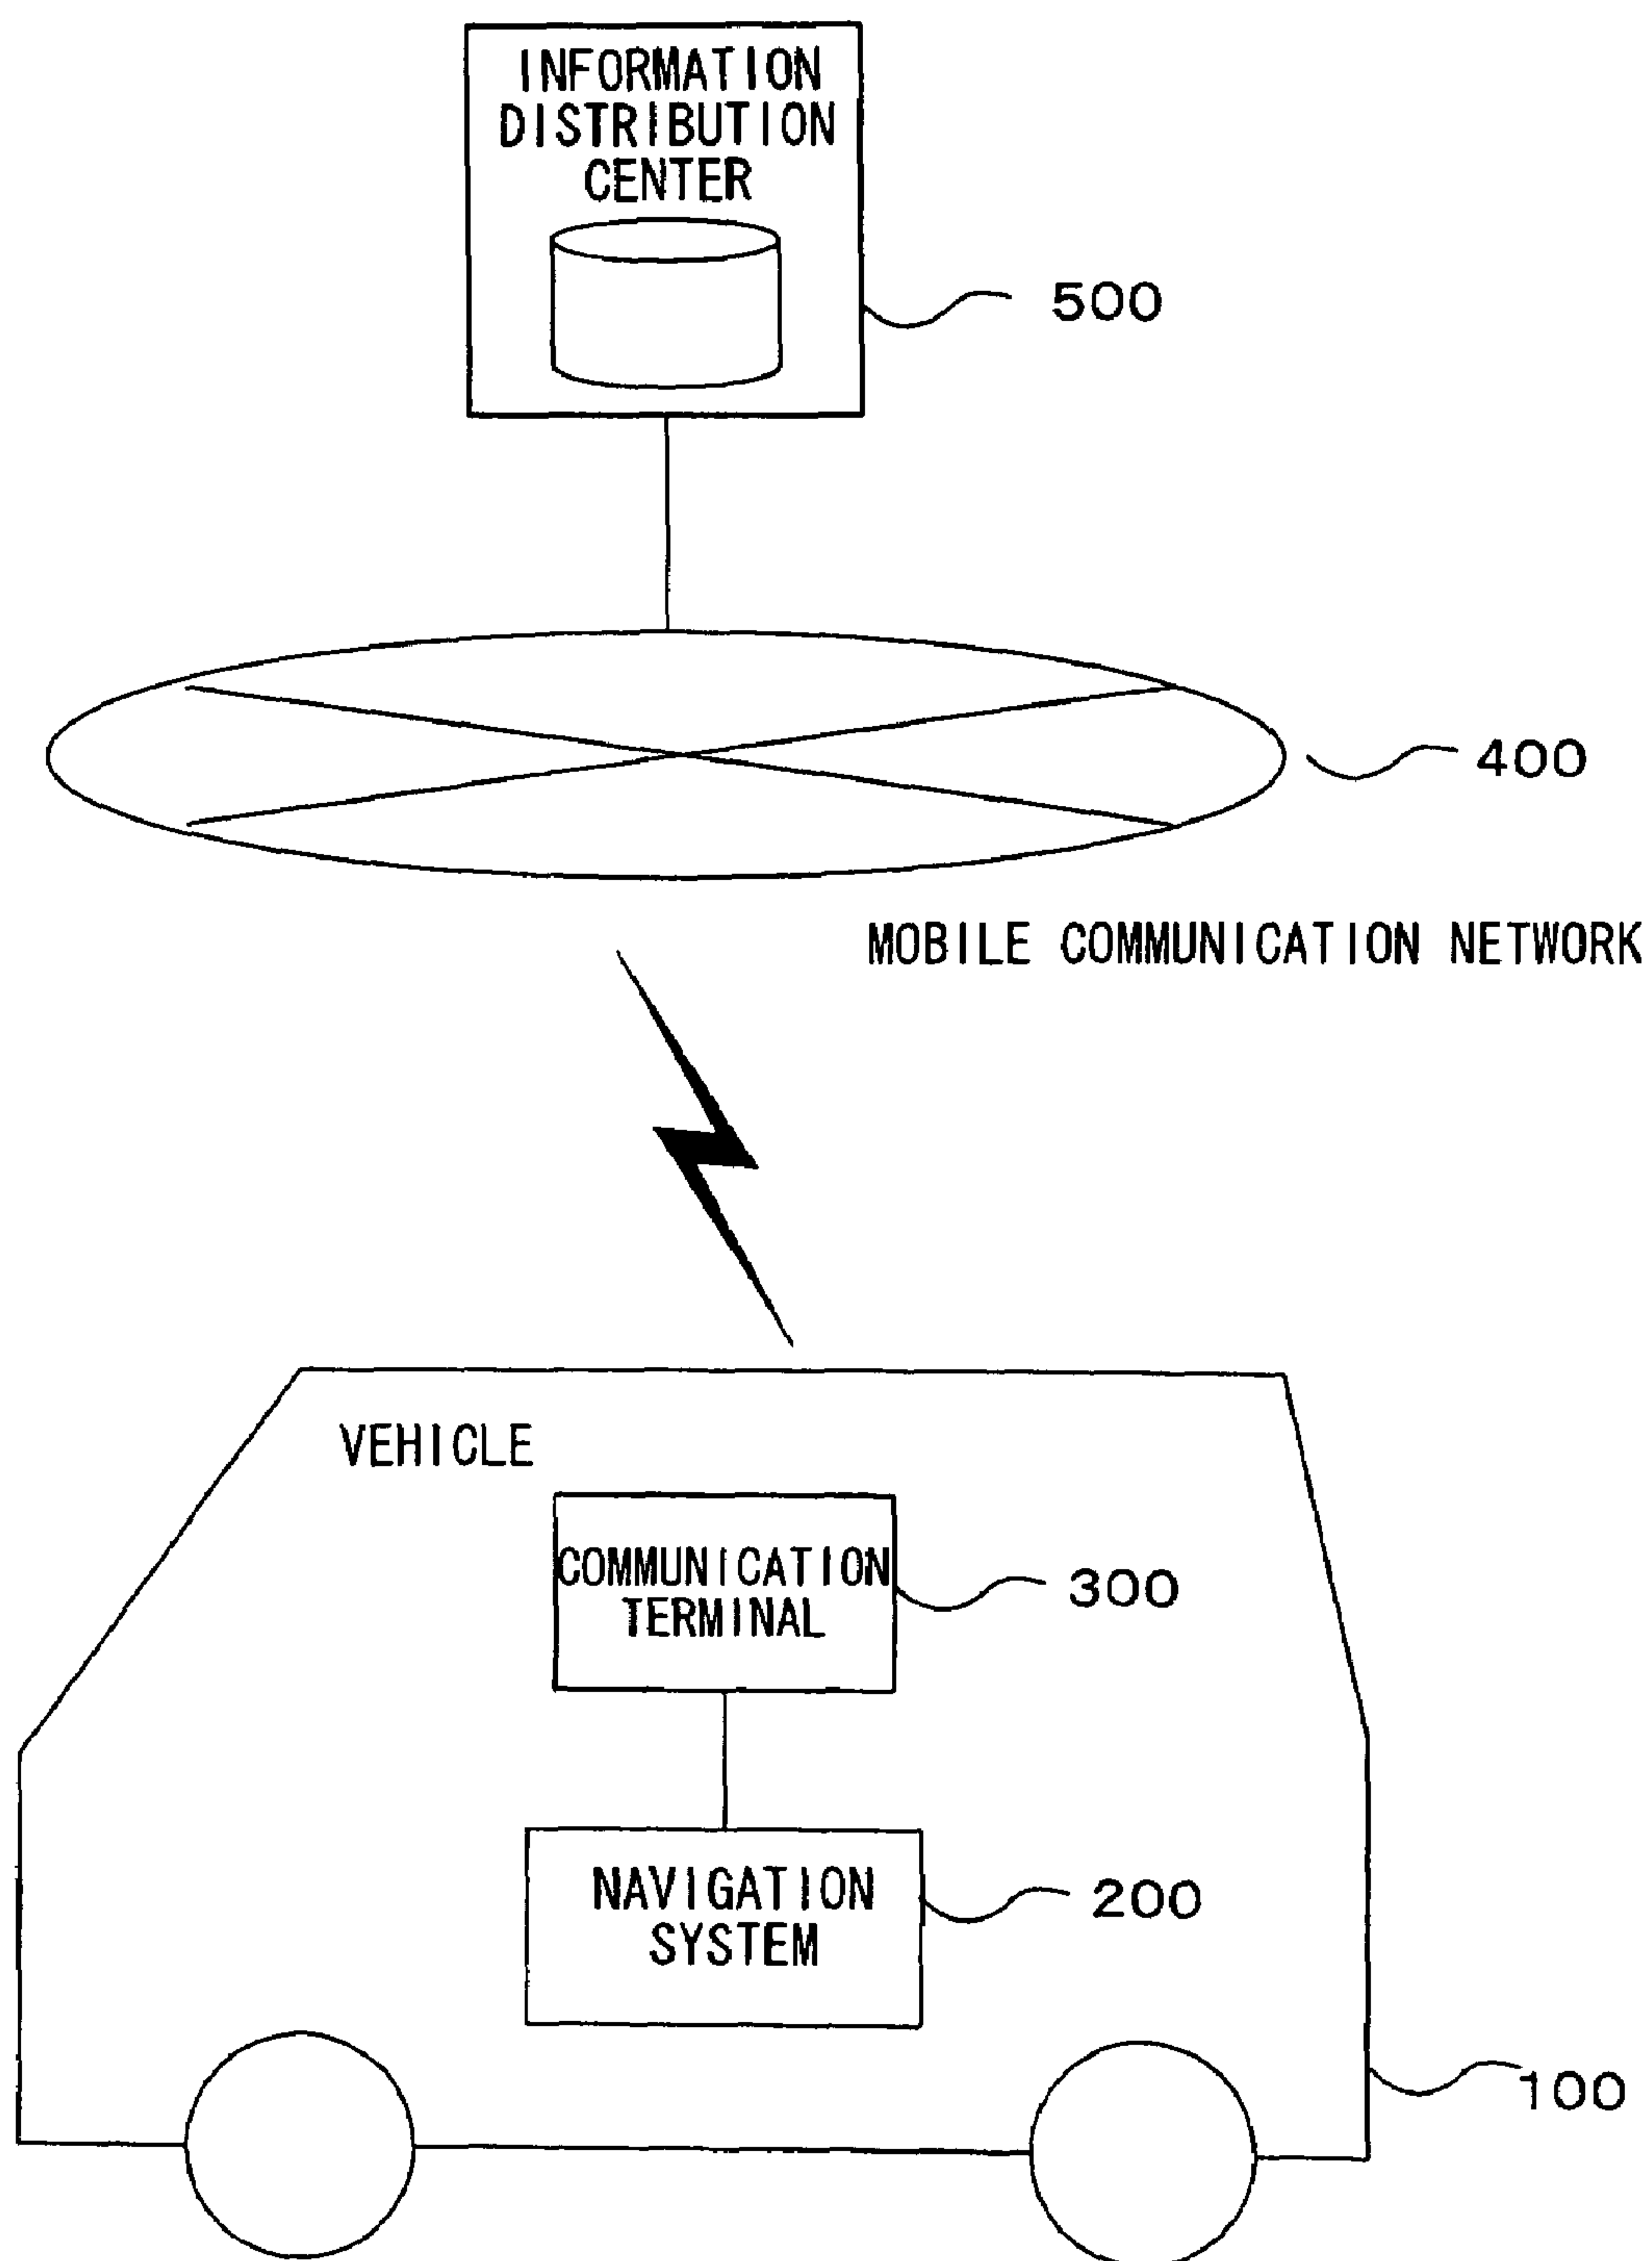 INFORMATION
DISTRIBUTION
CENTER
500
400
MOBILE COMMUNICATION NETWORK
VEHICLE
COMMUNICATION
TERMINAL
300
NAVIGATION
SYSTEM
200
100